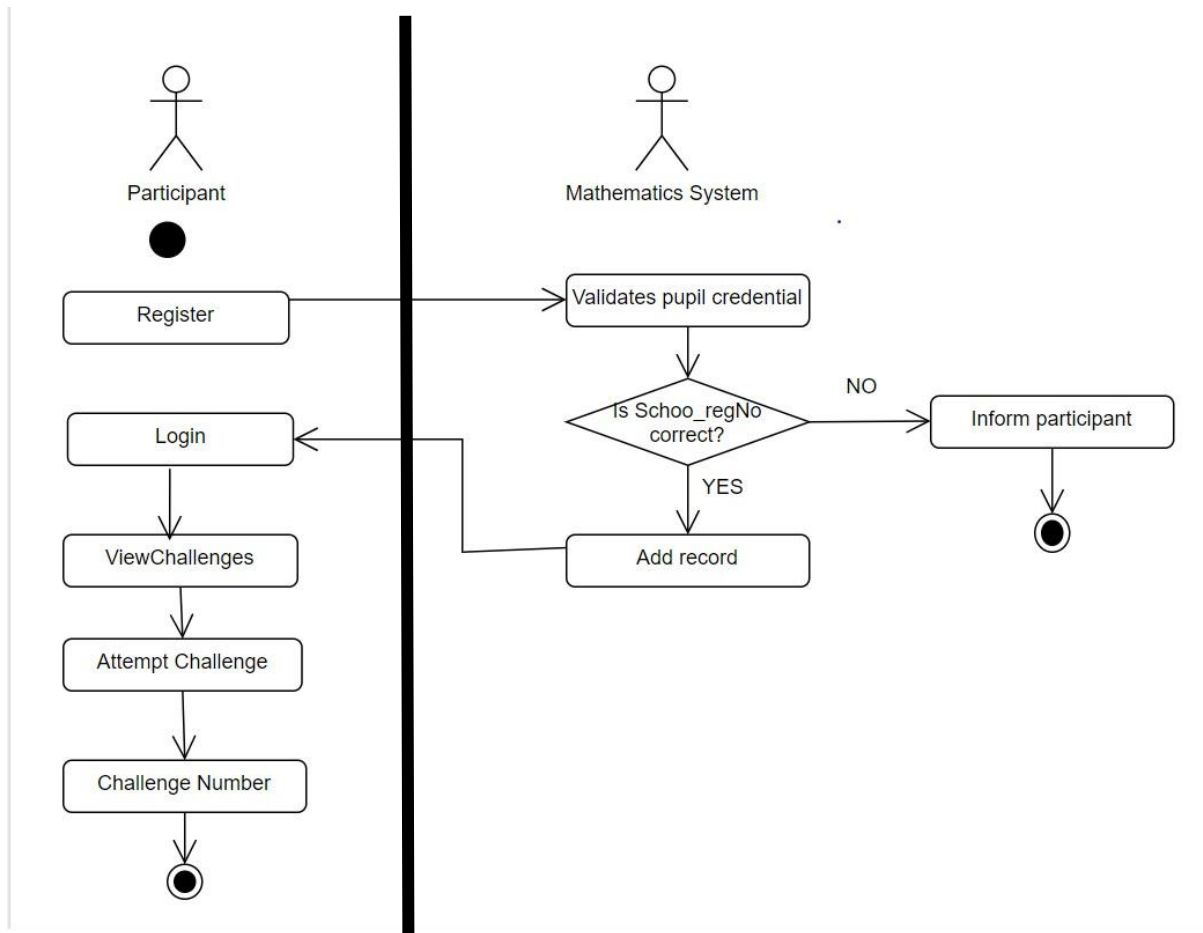 Participant
Mathematics System
Register
Validates pupil credential
Is Schoo_regNo
correct?
NO
Inform participant
YES
Login
Add record
ViewChallenges
Attempt Challenge
Challenge Number